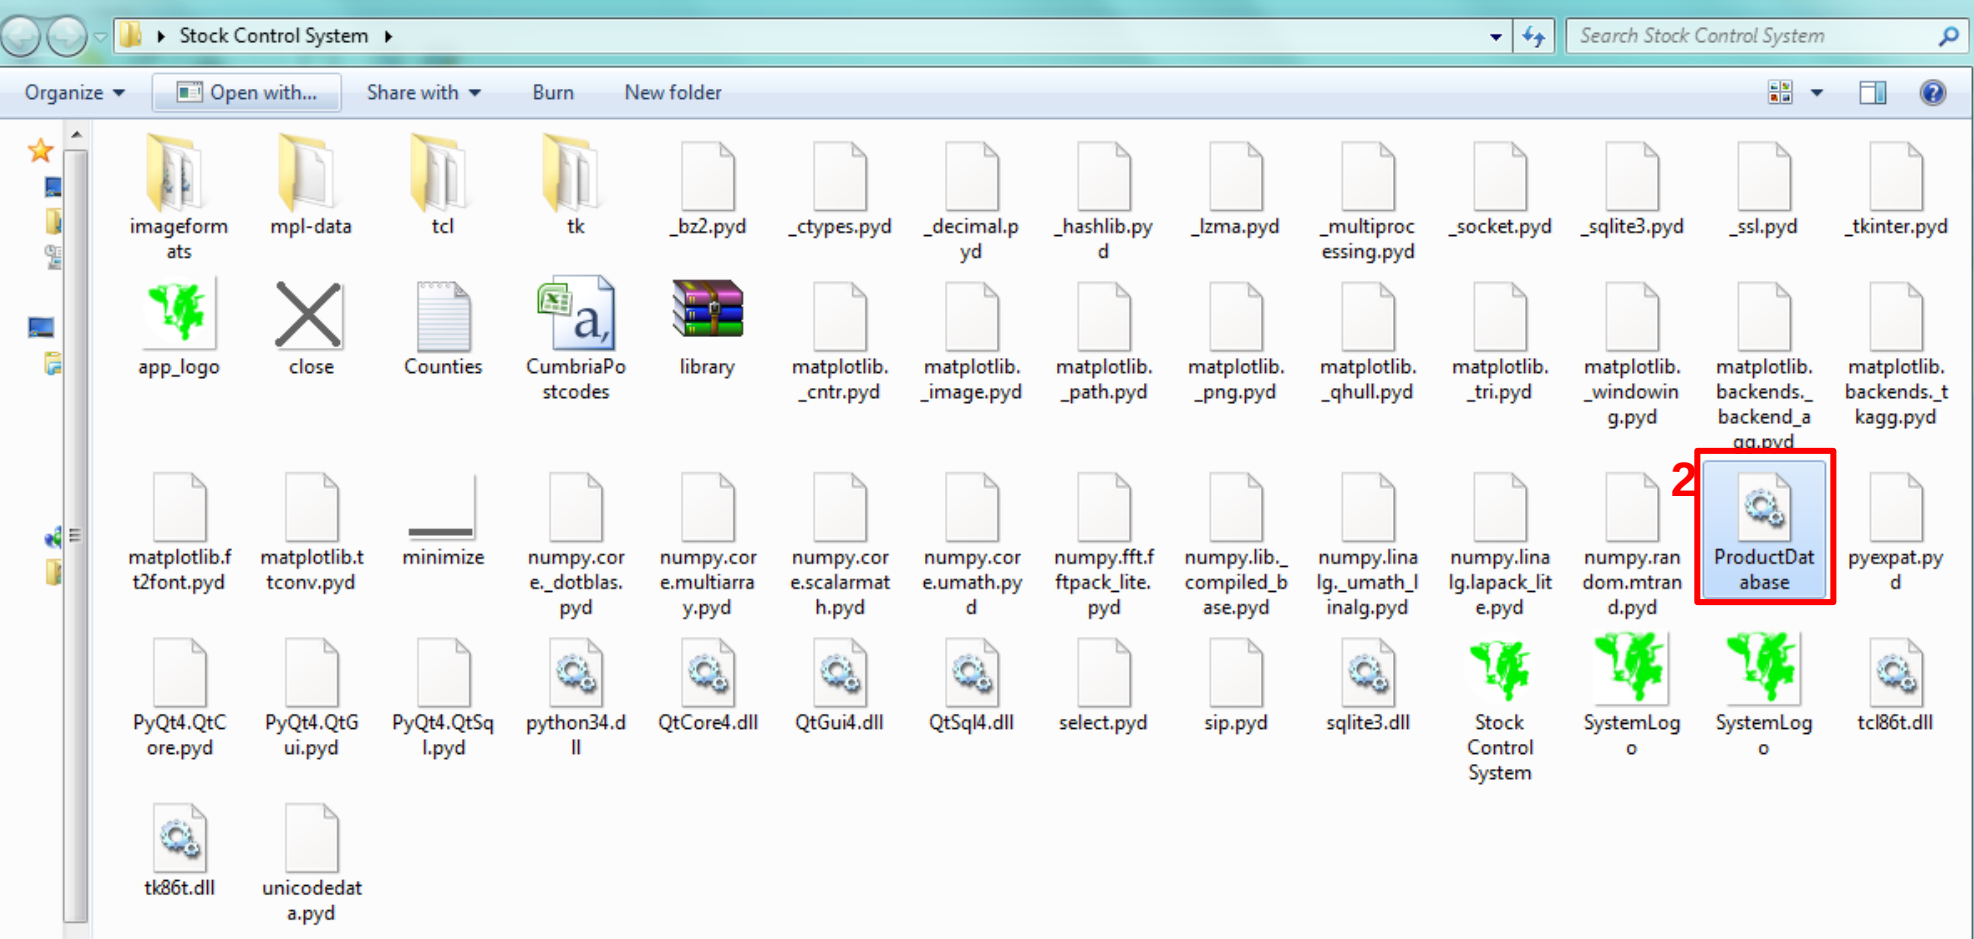 Stock Control System
Search Stock Control System
Organize
Open with...
Share with
Burn
New folder
imageform
ats
mpl-data
tcl
tk
_bz2.pyd
_ctypes.pyd
_decimal.p
yd
_hashlib.py
d
_lzma.pyd
_multiproc
essing.pyd
_socket.pyd
_sqlite3.pyd
_ssl.pyd
_tkinter.pyd
app_logo
close
Counties
a,
CumbriaPo
stcodes
library
matplotlib.
_cntr.pyd
matplotlib.
_image.pyd
matplotlib.
_path.pyd
matplotlib.
_png.pyd
matplotlib.
_qhull.pyd
matplotlib.
_tri.pyd
matplotlib.
_windowin
g.pyd
matplotlib.
backends._
backend_a
gg.pyd
matplotlib.
backends._t
kagg.pyd
matplotlib.f
t2font.pyd
matplotlib.t
tconv.pyd
minimize
numpy.cor
e._dotblas.
pyd
numpy.cor
e.multiarra
y.pyd
numpy.cor
e.scalarmat
h.pyd
numpy.cor
e.umath.py
d
numpy.fft.f
ftpack_lite.
pyd
numpy.lib._
compiled_b
ase.pyd
numpy.lina
lg._umath_l
inalg.pyd
numpy.lina
lg.lapack_lit
e.pyd
numpy.ran
dom.mtran
d.pyd
2
ProductDat
abase
pyexpat.py
d
PyQt4.QtC
ore.pyd
PyQt4.QtG
ui.pyd
PyQt4.QtSq
l.pyd
python34.d
ll
QtCore4.dll
QtGui4.dll
QtSql4.dll
select.pyd
sip.pyd
sqlite3.dll
Stock
Control
System
SystemLog
o
SystemLog
o
tcl86t.dll
tk86t.dll
unicodedat
a.pyd